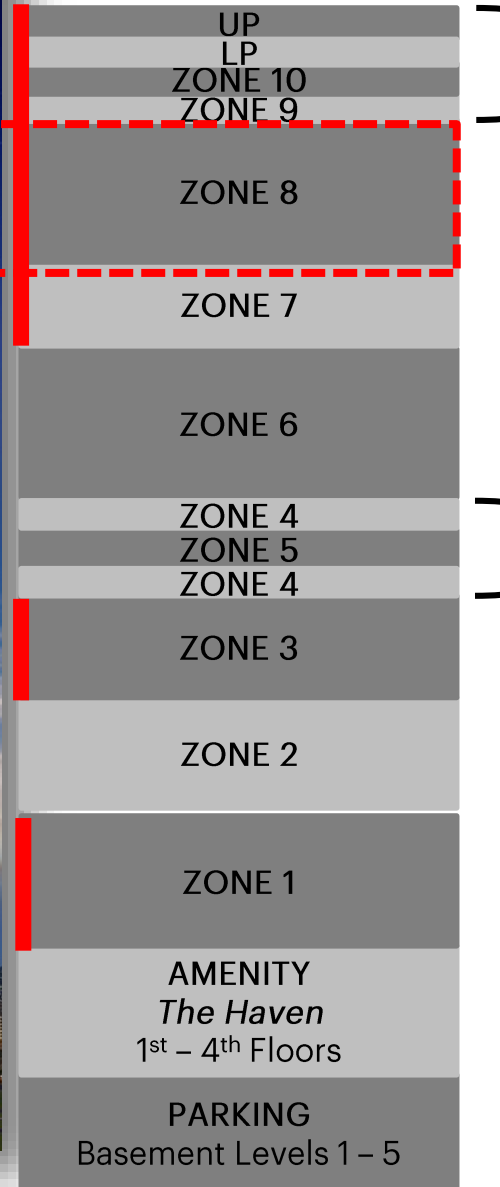 UP
LP
ZONE 10
ZONE 9
ZONE 8
ZONE 7
ZONE 6
ZONE 4
ZONE 5
ZONE 4
ZONE 3
ZONE 2
ZONE 1
AMENITY
The Haven
1st – 4th Floors
PARKING
Basement Levels 1 – 5